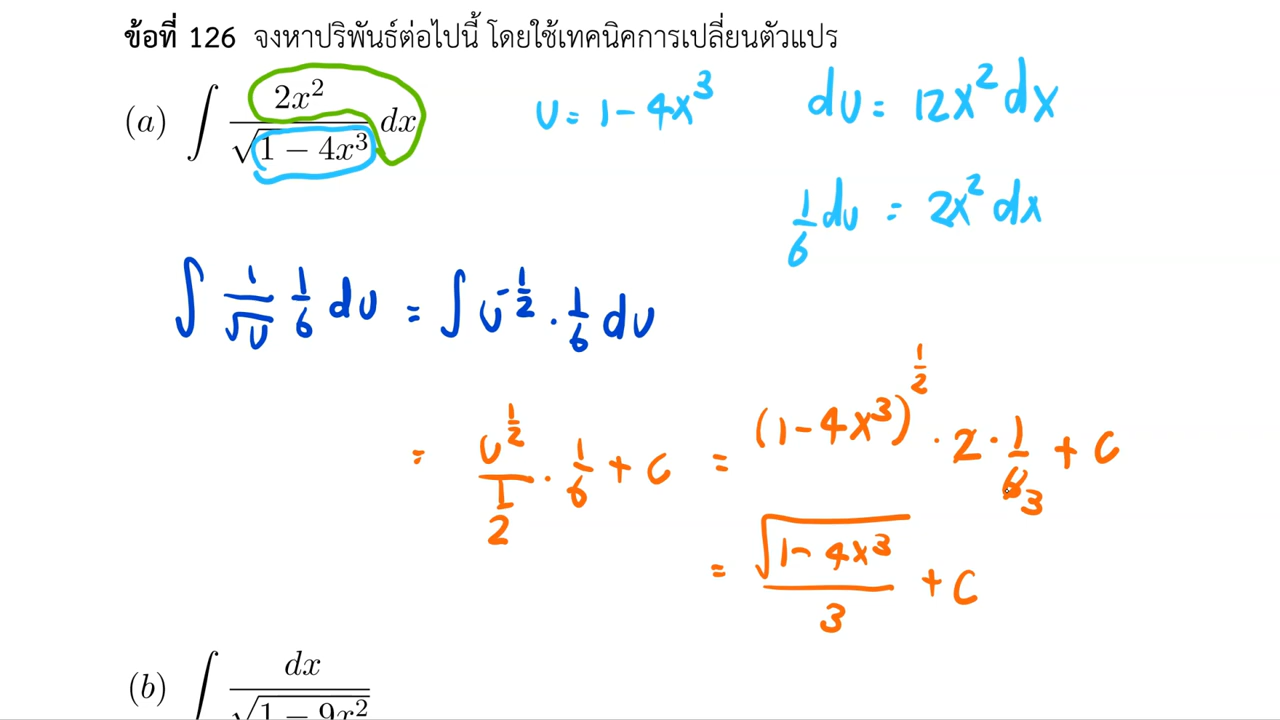 ข้อที่ 126 จงหาปริพันธ์ต่อไปนี้ โดยใช้เทคนิคการเปลี่ยนตัวแปร
(a) ∫ 2x²/√(1 − 4x³) dx
u = 1 − 4x³
du = 12x² dx
1/6 du = 2x² dx
∫ 1/√u 1/6 du = ∫ u^(-1/2) · 1/6 du
= u^(1/2)/(1/2) · 1/6 + c = (1 − 4x³)^(1/2) · 2 · 1/6 3 + c
= √(1 − 4x³)/3 + c
(b) ∫ dx/√(1 − 9x²)